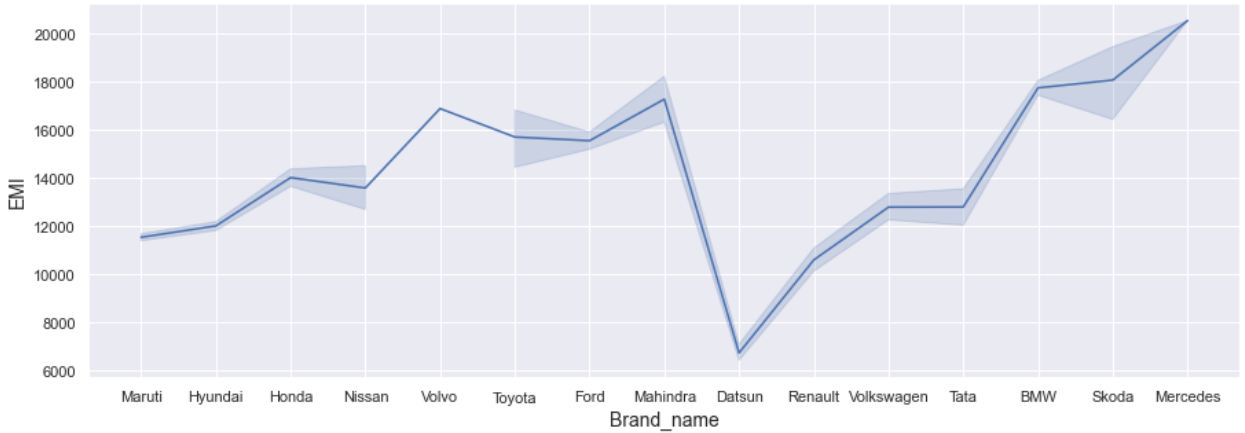 20000
18000
16000
14000
12000
10000
8000
6000
EMI
Maruti Hyundai Honda Nissan Volvo Toyota Ford Mahindra Datsun Renault Volkswagen Tata BMW Skoda Mercedes
Brand_name